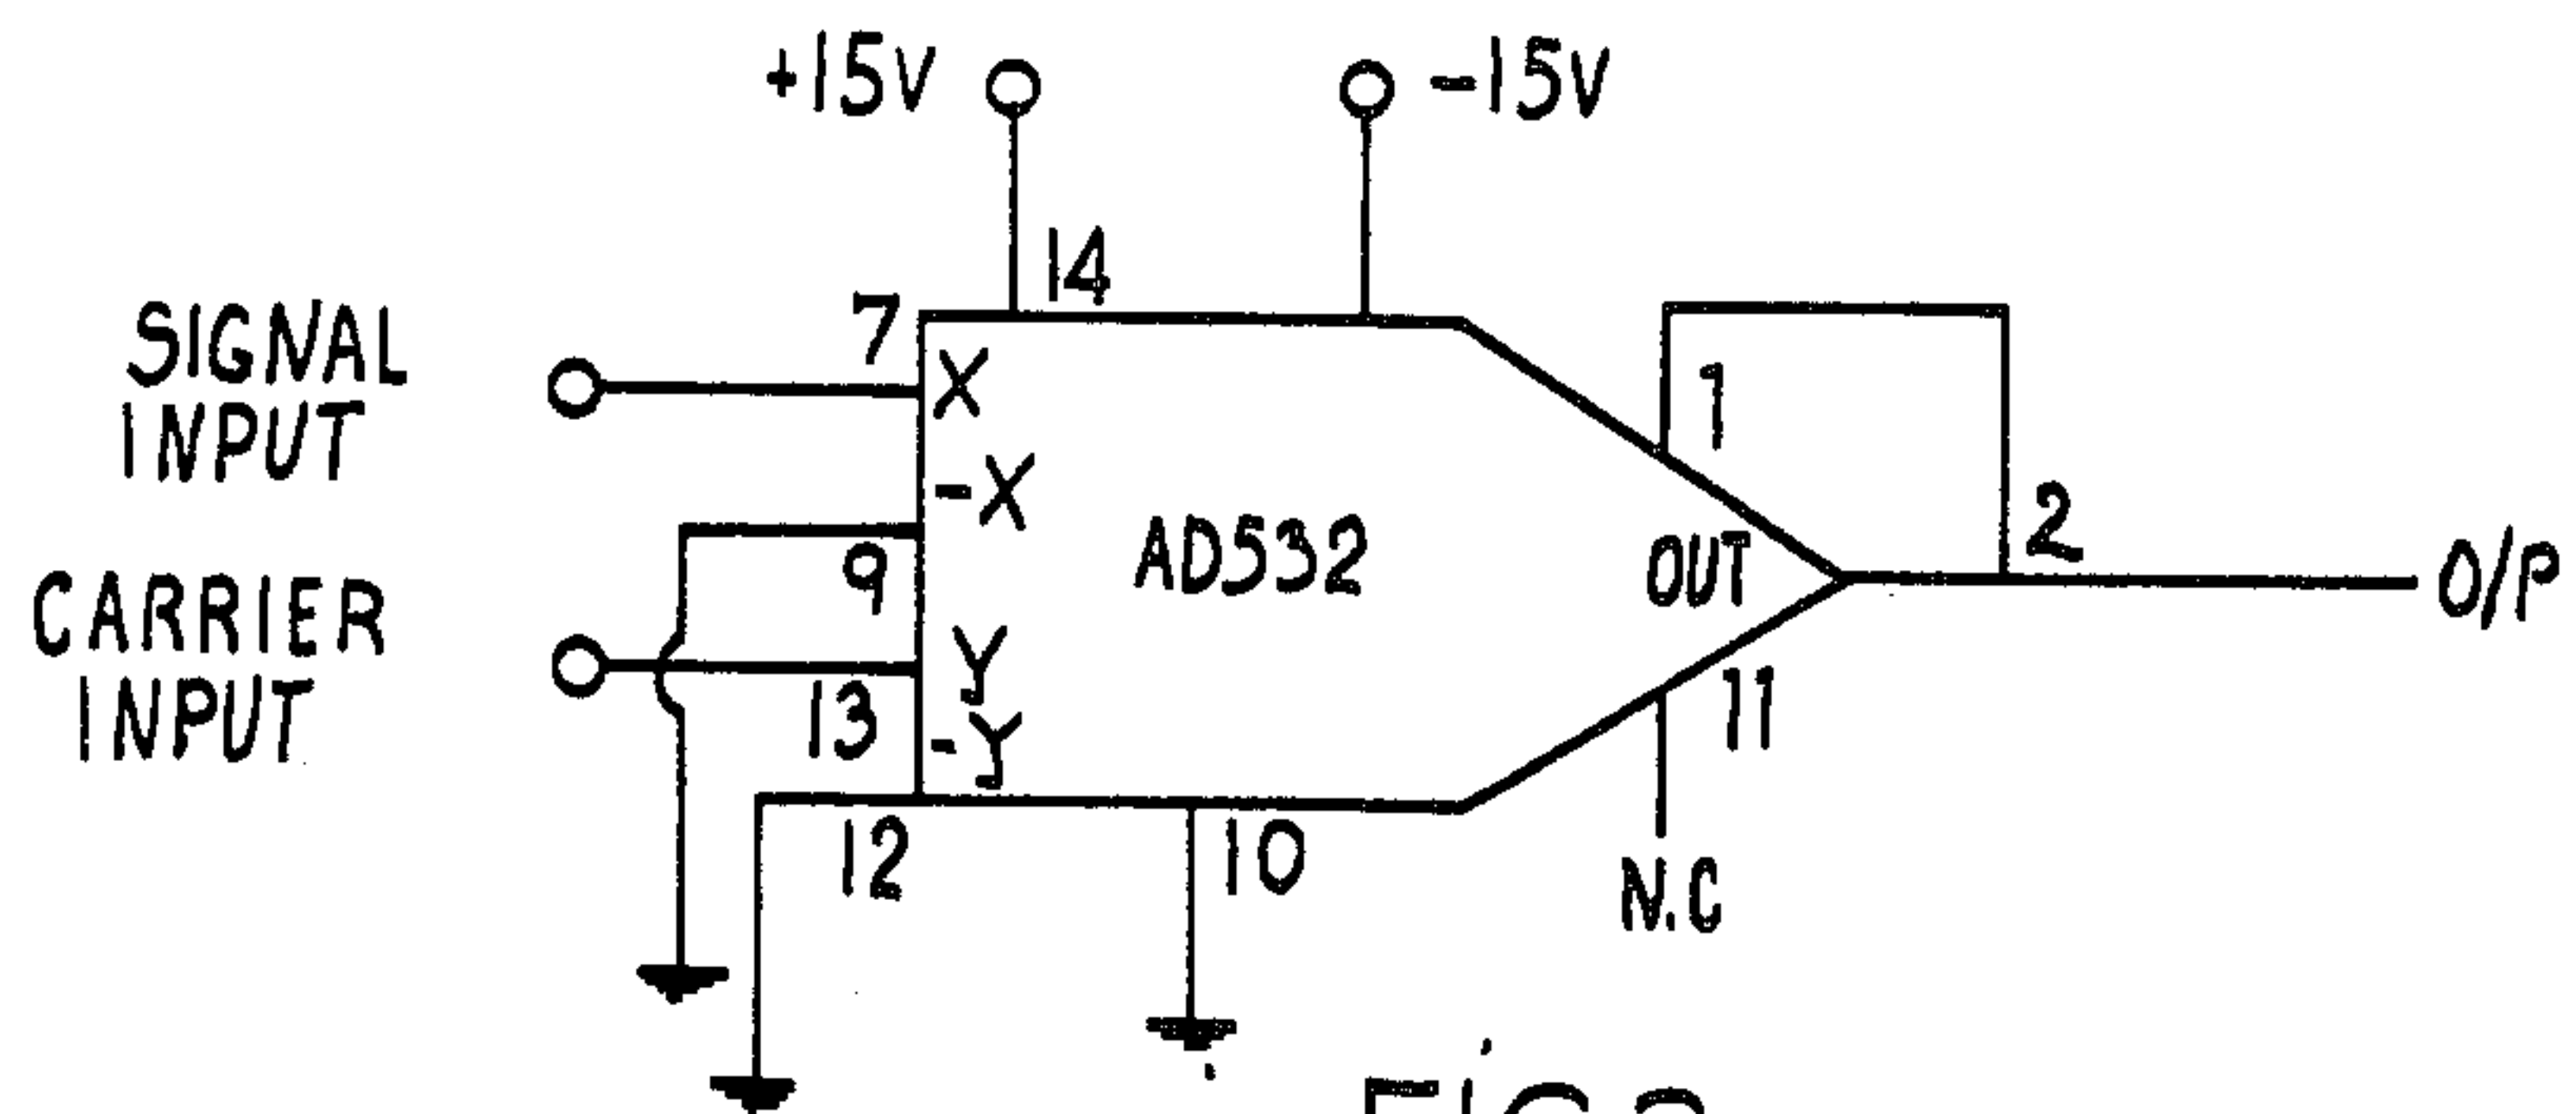 +15V
-15V
14
7
SIGNAL
INPUT
X
1
-X
2
9
AD532
OUT
O/P
CARRIER
INPUT
Y
13
-Y
11
12
10
N.C